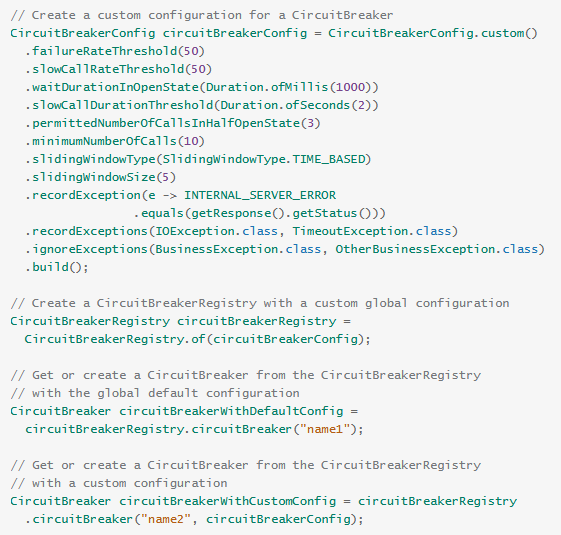 // Create a custom configuration for a CircuitBreaker
CircuitBreakerConfig circuitBreakerConfig = CircuitBreakerConfig.custom()
  .failureRateThreshold(50)
  .slowCallRateThreshold(50)
  .waitDurationInOpenState(Duration.ofMillis(1000))
  .slowCallDurationThreshold(Duration.ofSeconds(2))
  .permittedNumberOfCallsInHalfOpenState(3)
  .minimumNumberOfCalls(10)
  .slidingWindowType(SlidingWindowType.TIME_BASED)
  .slidingWindowSize(5)
  .recordException(e -> INTERNAL_SERVER_ERROR
                 .equals(getResponse().getStatus()))
  .recordExceptions(IOException.class, TimeoutException.class)
  .ignoreExceptions(BusinessException.class, OtherBusinessException.class)
  .build();

// Create a CircuitBreakerRegistry with a custom global configuration
CircuitBreakerRegistry circuitBreakerRegistry =
  CircuitBreakerRegistry.of(circuitBreakerConfig);

// Get or create a CircuitBreaker from the CircuitBreakerRegistry
// with the global default configuration
CircuitBreaker circuitBreakerWithDefaultConfig =
  circuitBreakerRegistry.circuitBreaker("name1");

// Get or create a CircuitBreaker from the CircuitBreakerRegistry
// with a custom configuration
CircuitBreaker circuitBreakerWithCustomConfig = circuitBreakerRegistry
  .circuitBreaker("name2", circuitBreakerConfig);